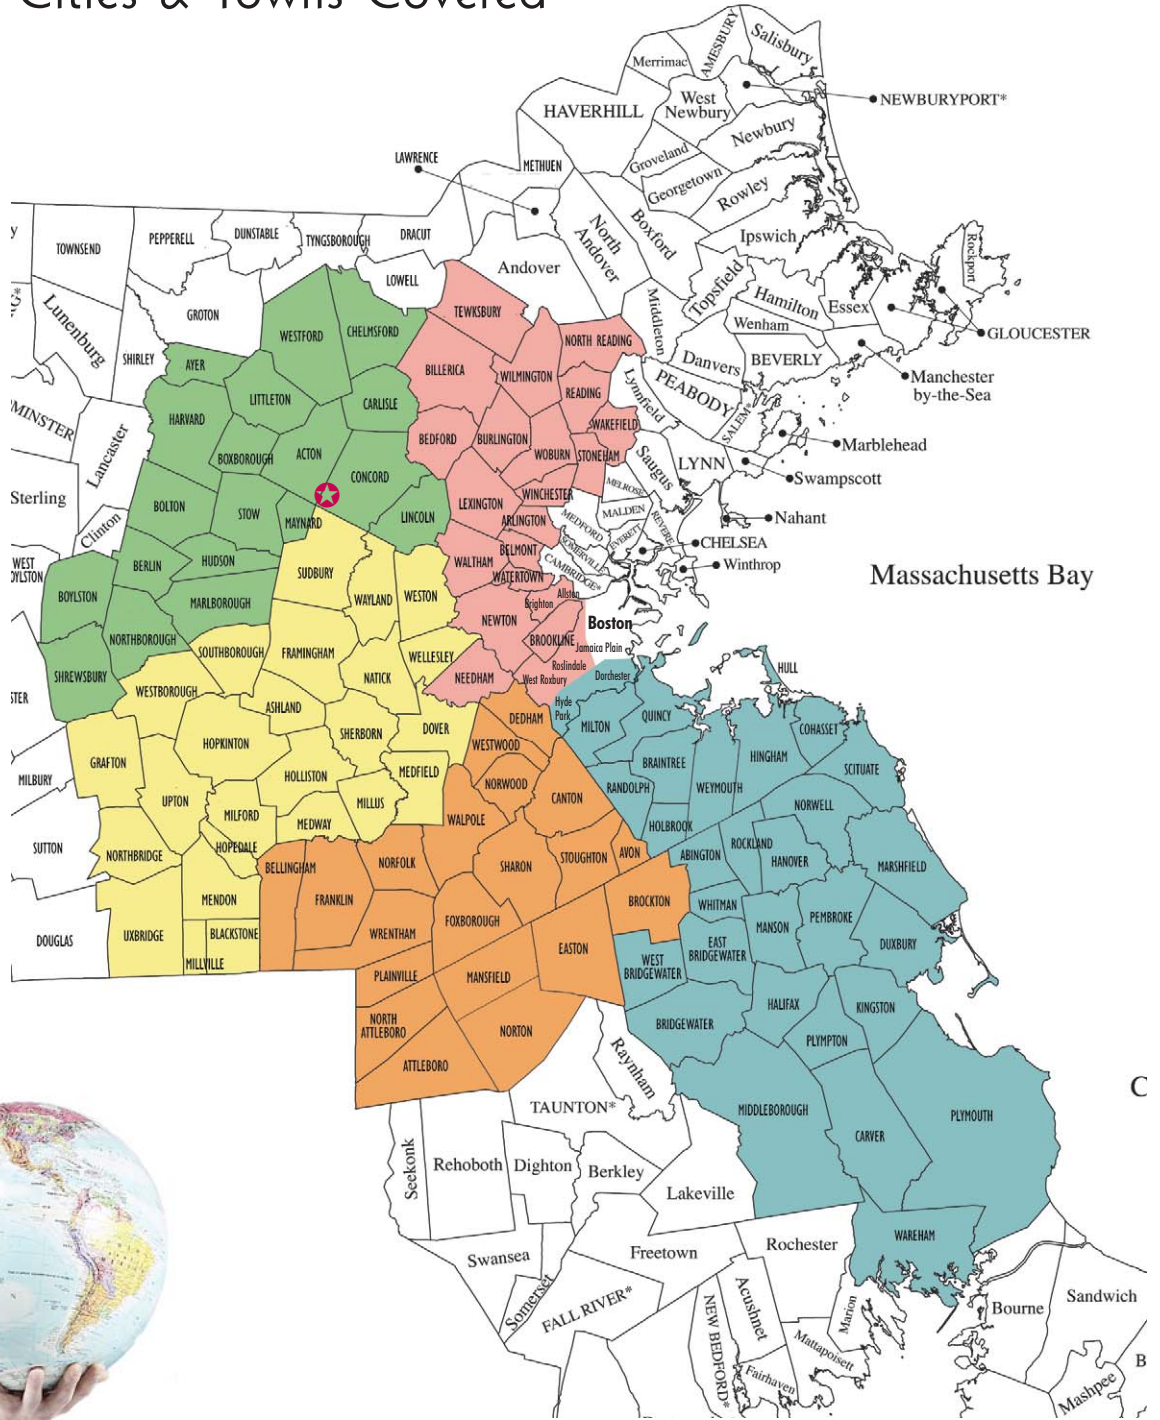 Cities & Towns Covered
Salisbury
AMESBURY
Merrimac
NEWBURYPORT*
West
Newbury
HAVERHILL
Newbury
LAWRENCE
METHUEN
Groveland
Georgetown
Rowley
Boxford
North
Andover
Ipswich
Rockport
y
TOWNSEND
PEPPERELL
DUNSTABLE
TYNGSBOROUGH
DRACUT
LOWELL
Andover
Topsfield
Hamilton
Essex
Wenham
GLOUCESTER
G*
Lunenburg
GROTON
SHIRLEY
WESTFORD
CHELMSFORD
TEWKSBURY
NORTH READING
Middleton
Danvers
BEVERLY
Manchester
by-the-Sea
AYER
LITTLETON
CARLISLE
BILLERICA
WILMINGTON
READING
Lynnfield
PEABODY
SALEM*
MINSTER
Lancaster
HARVARD
BOXBOROUGH
ACTON
CONCORD
BEDFORD
BURLINGTON
WAKEFIELD
WOBURN
STONEHAM
Saugus
LYNN
Marblehead
Swampscott
Sterling
Clinton
BOLTON
STOW
MAYNARD
LINCOLN
LEXINGTON
WINCHESTER
ARLINGTON
MELROSE
MALDEN
MEDFORD
EVERETT
REVERE
SOMERVILLE
CAMBRIDGE*
Nahant
CHELSEA
Winthrop
Massachusetts Bay
WEST
OYLSTON
BERLIN
HUDSON
SUDBURY
WALTHAM
BELMONT
WATERTOWN
BOYLSTON
MARLBOROUGH
WAYLAND
WESTON
Allston
Brighton
NEWTON
BROOKLINE
Boston
Jamaica Plain
NORTHBOROUGH
SOUTHBOROUGH
FRAMINGHAM
WELLESLEY
Roslindale
West Roxbury
Dorchester
HULL
STER
SHREWSBURY
WESTBOROUGH
NATICK
NEEDHAM
Hyde
Park
ASHLAND
DEDHAM
MILTON
QUINCY
COHASSET
HOPKINTON
SHERBORN
DOVER
WESTWOOD
MILBURY
GRAFTON
HOLLISTON
MEDFIELD
NORWOOD
CANTON
BRAINTREE
HINGHAM
SCITUATE
UPTON
MILFORD
MILLUS
RANDOLPH
WEYMOUTH
NORWELL
MEDWAY
WALPOLE
HOLBROOK
SUTTON
NORTHBRIDGE
HOPEDALE
BELLINGHAM
NORFOLK
SHARON
STOUGHTON
AVON
ABINGTON
ROCKLAND
HANOVER
MARSHFIELD
MENDON
FRANKLIN
BROCKTON
WHITMAN
MANSON
PEMBROKE
DOUGLAS
UXBRIDGE
BLACKSTONE
MILLVILLE
WRENTHAM
FOXBOROUGH
EASTON
EAST
BRIDGEWATER
DUXBURY
WEST
BRIDGEWATER
PLAINVILLE
MANSFIELD
HALIFAX
KINGSTON
NORTH
ATTLEBORO
NORTON
BRIDGEWATER
PLYMPTON
ATTLEBORO
Raynham
C
TAUNTON*
MIDDLEBOROUGH
CARVER
PLYMOUTH
Seekonk
Rehoboth
Dighton
Berkley
Lakeville
WAREHAM
Swansea
Freetown
Rochester
Somerset
FALL RIVER*
NEW BEDFORD*
Acushnet
Marion
Mattapoisett
Fairhaven
Bourne
Sandwich
Mashpee
B